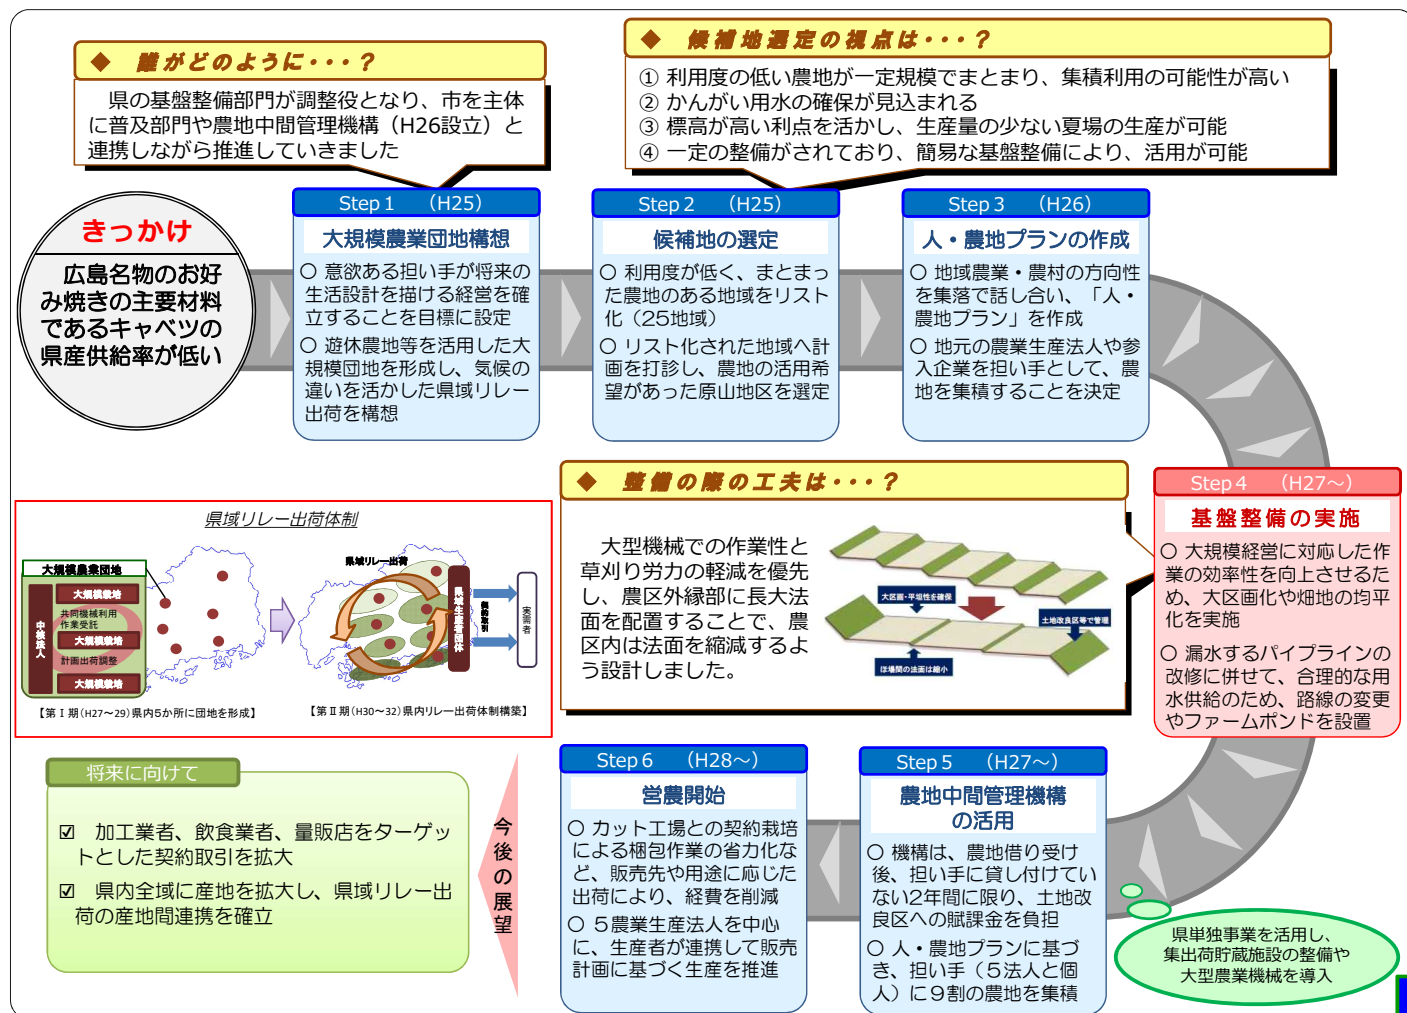 ◆ 誰がどのように・・・？
県の基盤整備部門が調整役となり、市を主体
に普及部門や農地中間管理機構（H26設立）と
連携しながら推進していきました
◆ 候補地選定の視点は・・・？
① 利用度の低い農地が一定規模でまとまり、集積利用の可能性が高い
② かんがい用水の確保が見込まれる
③ 標高が高い利点を活かし、生産量の少ない夏場の生産が可能
④ 一定の整備がされており、簡易な基盤整備により、活用が可能
きっかけ
広島名物のお好
み焼きの主要材料
であるキャベツの
県産供給率が低い
Step１ （H25）
大規模農業団地構想
○ 意欲ある担い手が将来の
生活設計を描ける経営を確
立することを目標に設定
○ 遊休農地等を活用した大
規模団地を形成し、気候の
違いを活かした県域リレー
出荷を構想
Step２ （H25）
候補地の選定
○ 利用度が低く、まとまっ
た農地のある地域をリスト
化（25地域）
○ リスト化された地域へ計
画を打診し、農地の活用希
望があった原山地区を選定
Step３ （H26）
人・農地プランの作成
○ 地域農業・農村の方向性
を集落で話し合い、「人・
農地プラン」を作成
○ 地元の農業生産法人や参
入企業を担い手として、農
地を集積することを決定
◆ 整備の際の工夫は・・・？
大型機械での作業性と
草刈り労力の軽減を優先
し、農区外縁部に長大法
面を配置することで、農
区内は法面を縮減するよ
う設計しました。
大区画・平坦性を確保
土地改良区等で管理
ほ場間の法面は縮小
Step４ （H27～）
基盤整備の実施
○ 大規模経営に対応した作
業の効率性を向上させるた
め、大区画化や畑地の均平
化を実施
○ 漏水するパイプラインの
改修に併せて、合理的な用
水供給のため、路線の変更
やファームポンドを設置
県域リレー出荷体制
大規模農業団地
中核法人
大規模栽培
共同機械利用
作業受託
大規模栽培
計画出荷調整
大規模栽培
【第Ⅰ期（H27～29）県内5か所に団地を形成】
県域リレー出荷
県域生産者団体
契約取引
実需者
【第Ⅱ期（H30～32）県内リレー出荷体制構築】
Step５ （H27～）
農地中間管理機構
の活用
○ 機構は、農地借り受け
後、担い手に貸し付けてい
ない2年間に限り、土地改
良区への賦課金を負担
○ 人・農地プランに基づ
き、担い手（５法人と個
人）に９割の農地を集積
県単独事業を活用し、
集出荷貯蔵施設の整備や
大型農業機械を導入
Step６ （H28～）
営農開始
○ カット工場との契約栽培
による梱包作業の省力化な
ど、販売先や用途に応じた
出荷により、経費を削減
○ ５農業生産法人を中心
に、生産者が連携して販売
計画に基づく生産を推進
今後の展望
将来に向けて
☑ 加工業者、飲食業者、量販店をターゲッ
トとした契約取引を拡大
☑ 県内全域に産地を拡大し、県域リレー出
荷の産地間連携を確立